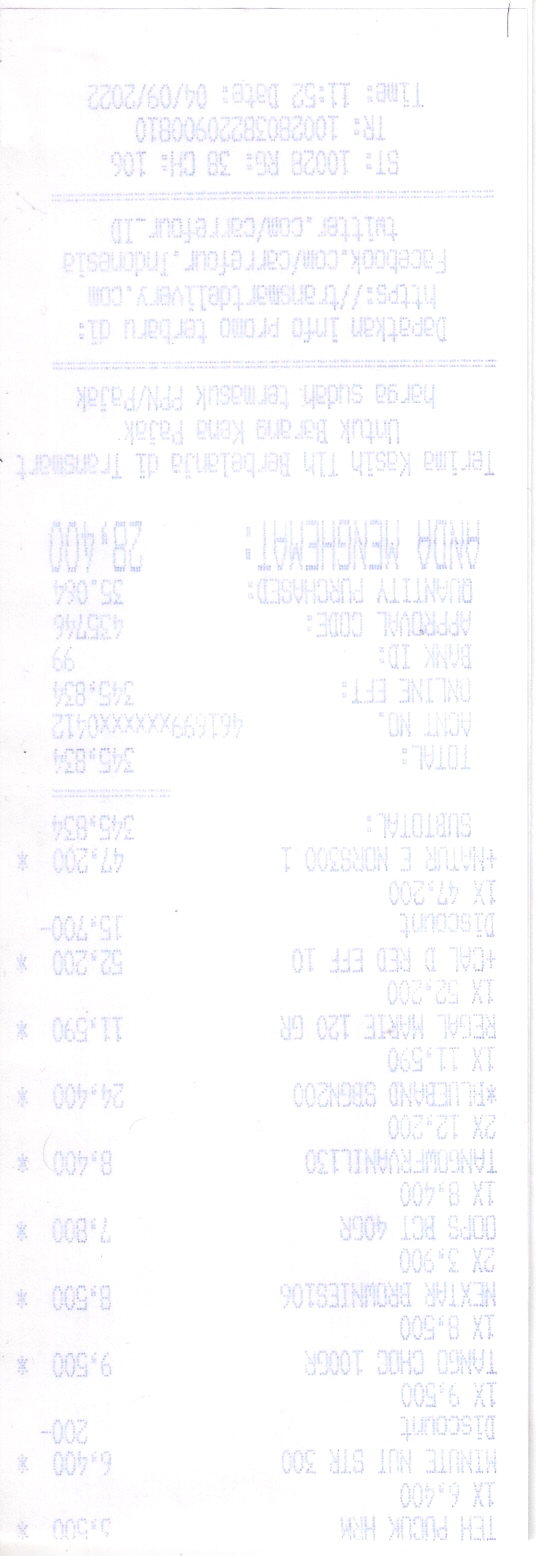 TEH PUCUK HRM 5,500 *
1X 6,400
MINUTE NUT STR 300 6,400 *
Discount 200-
1X 9,500
TANGO CHOC 100GR 9,500 *
1X 8,500
NEXTAR BROWNIES106 8,500 *
2X 3,900
OOPS BCT 40GR 7,800 *
1X 8,400
TANGOWFRVANIL130 8,400 *
2X 12,200
*BLUEBAND SBGN200 24,400 *
1X 11,590
REGAL MARIE 120 GR 11,590 *
1X 52,200
+CAL D RED EFF 10 52,200 *
Discount 15,700-
1X 47,200
+NATUR E NORS300 1 47,200 *
SUBTOTAL: 345,834
TOTAL: 345,834
ACNT NO. 461699xxxxxx0412
ONLINE EFT: 345,834
BANK ID: 99
APPROVAL CODE: 435746
QUANTITY PURCHASED: 35.064
ANDA MENGHEMAT: 28,400
Terima Kasih Tlh Berbelanja di Transmart
Untuk Barang Kena Pajak
harga sudah termasuk PPN/Pajak
Dapatkan info promo terbaru di:
https://transmartdelivery.com
Facebook.com/carrefour.Indonesia
twitter.com/carrefour_ID
ST: 10028 RG: 38 CH: 106
TR: 10028038220900810
Time: 11:52 Date: 04/09/2022